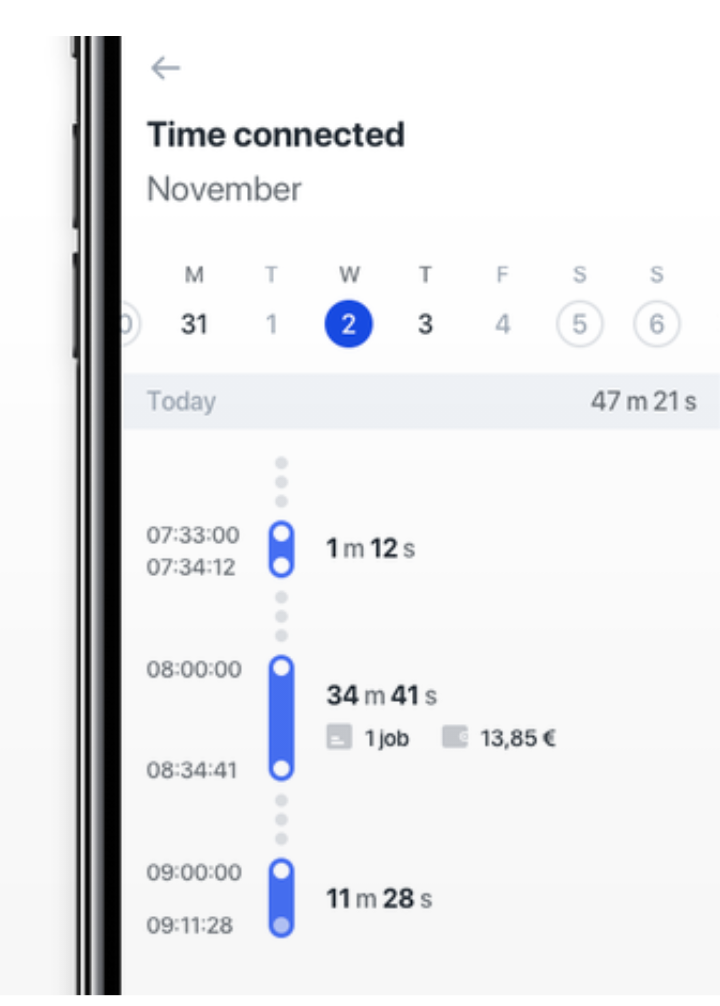 Time connected
November
M T W T F S S
31 1 2 3 4 5 6
Today 47 m 21 s
07:33:00
07:34:12
1 m 12 s
08:00:00
34 m 41 s
1 job 13,85 €
08:34:41
09:00:00
11 m 28 s
09:11:28